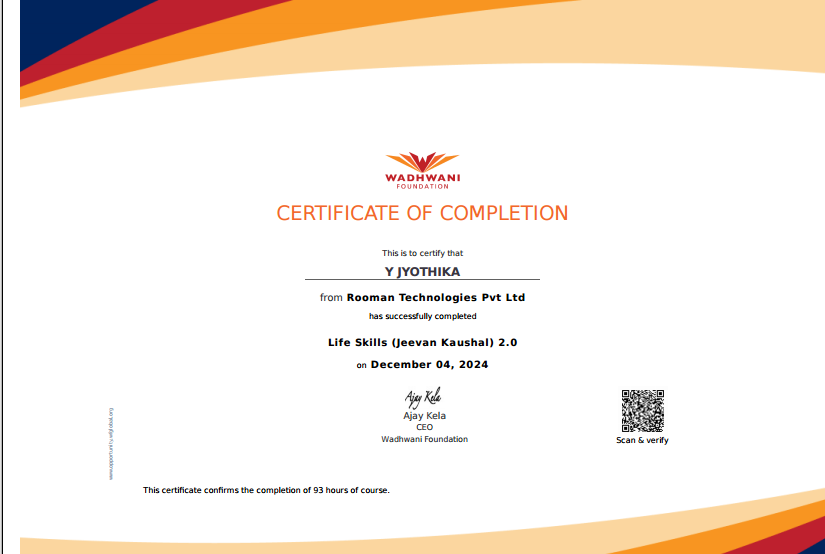 WADHWANI
FOUNDATION
CERTIFICATE OF COMPLETION
This is to certify that
Y JYOTHIKA
from Rooman Technologies Pvt Ltd
has successfully completed
Life Skills (Jeevan Kaushal) 2.0
on December 04, 2024
Ajay Kela
Ajay Kela
CEO
Wadhwani Foundation
Scan & verify
This certificate confirms the completion of 93 hours of course.